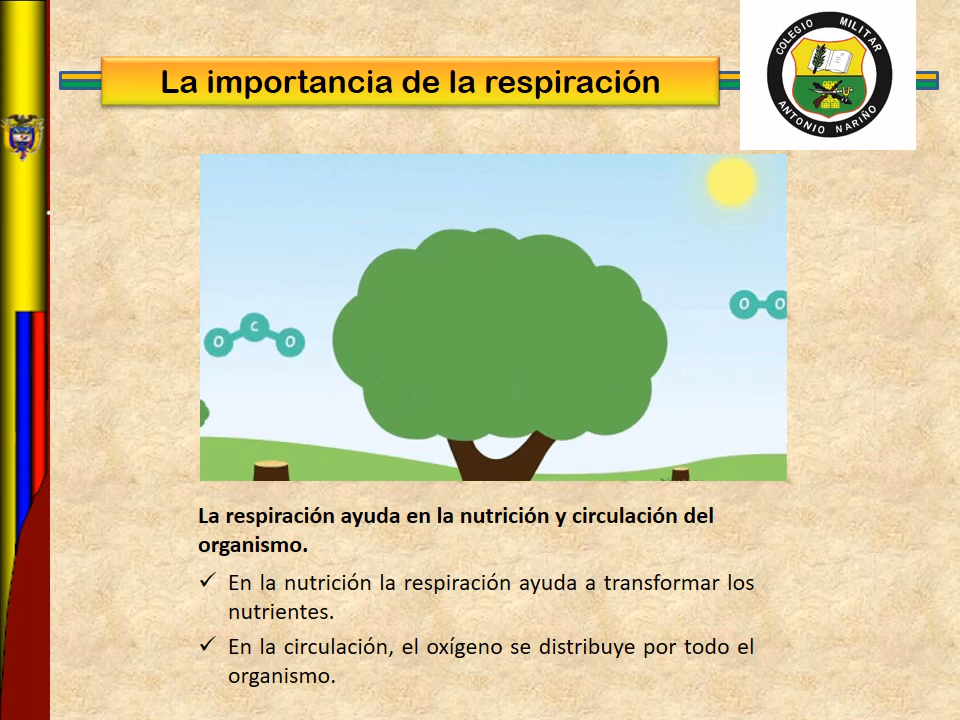 COLEGIO MILITAR
ANTONIO NARIÑO
La importancia de la respiración
O C O
O O
La respiración ayuda en la nutrición y circulación del
organismo.
✓ En la nutrición la respiración ayuda a transformar los
nutrientes.
✓ En la circulación, el oxígeno se distribuye por todo el
organismo.